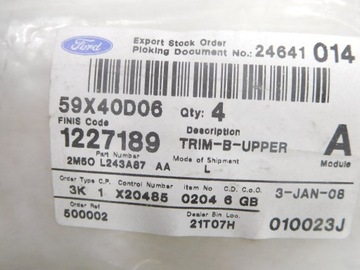 Ford
Export Stock Order
Picking Document No.: 24641 014
59X40D06 Qty: 4
FINIS Code Description
1227189 TRIM-B-UPPER A
Part Number Mode of Shipment Module
2M5O L243A87 AA L
Order Type C.P. Control Number Item No C.D. C.o.O 3-JAN-08
3K 1 X20485 0204 6 GB
Order Ref Dealer Bin Loc. 010023J
500002 21T07H